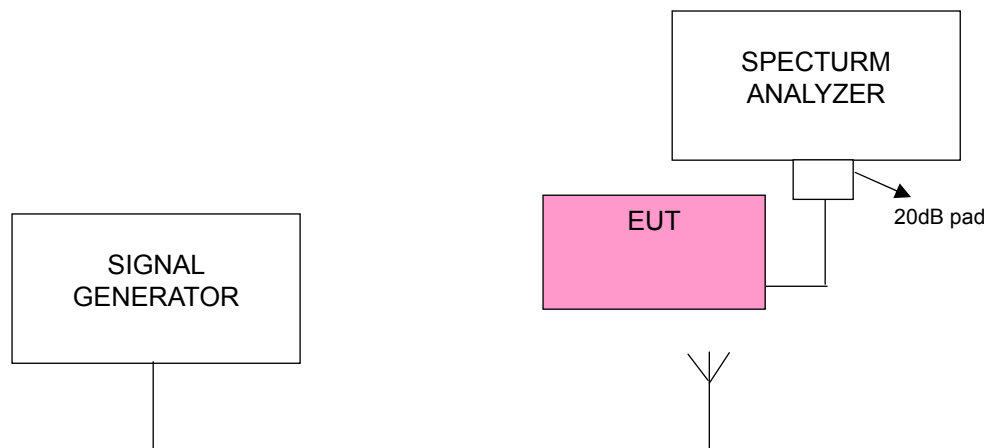 SPECTURM
ANALYZER
20dB pad
EUT
SIGNAL
GENERATOR